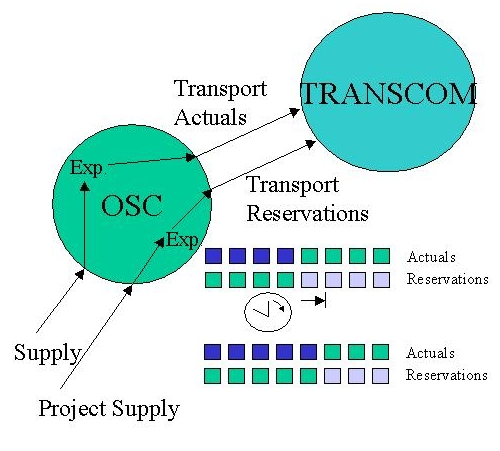 TRANSCOM
Transport
Actuals
Exp
OSC
Transport
Reservations
Exp
Actuals
Reservations
Supply
Actuals
Reservations
Project Supply